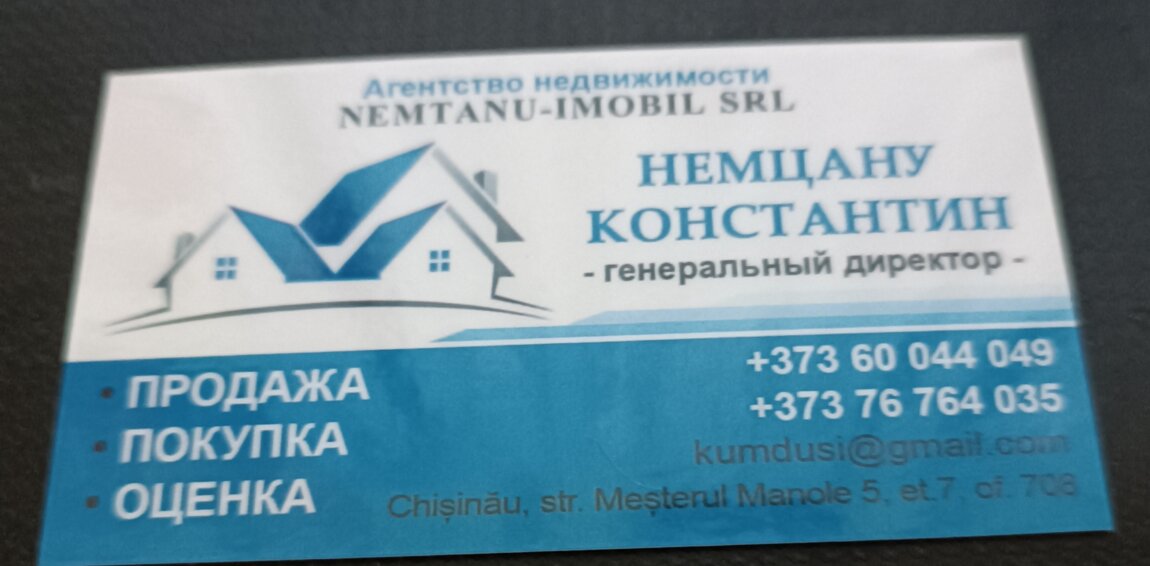 Агентство недвижимости
NEMTANU-IMOBIL SRL
НЕМЦАНУ
КОНСТАНТИН
- генеральный директор -
• ПРОДАЖА
• ПОКУПКА
• ОЦЕНКА
+373 60 044 049
+373 76 764 035
kumdusi@gmail.com
Chișinău, str. Meșterul Manole 5, et.7, of. 708